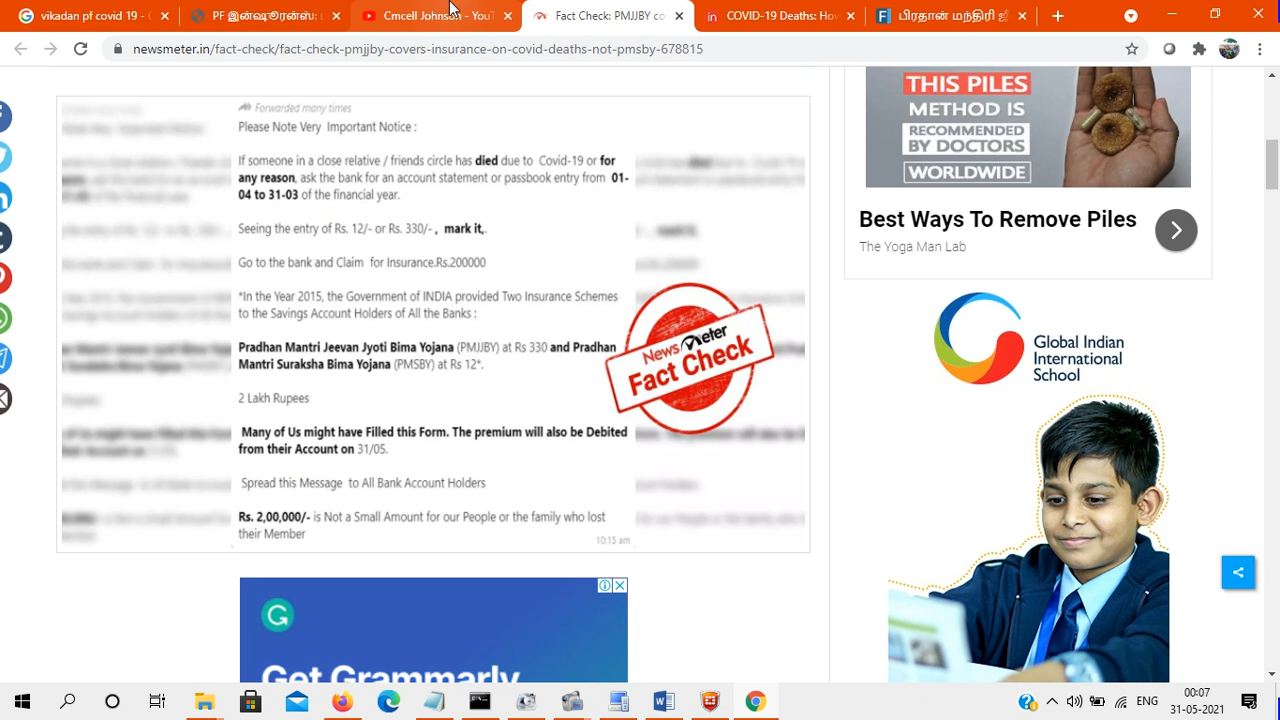 vikadan pf covid 19 - G
PF இன்ஷூரன்ஸ்: (
Cmcell Johnson - YouT
Fact Check: PMJJBY co
COVID-19 Deaths: How
பிரதான் மந்திரி ஜீ
newsmeter.in/fact-check/fact-check-pmjjby-covers-insurance-on-covid-deaths-not-pmsby-678815
Forwarded many times
Please Note Very Important Notice :
If someone in a close relative / friends circle has died due to Covid-19 or for
any reason, ask the bank for an account statement or passbook entry from 01-
04 to 31-03 of the financial year.
Seeing the entry of Rs. 12/- or Rs. 330/- , mark it,.
Go to the bank and Claim for Insurance.Rs.200000
*In the Year 2015, the Government of INDIA provided Two Insurance Schemes
to the Savings Account Holders of All the Banks :
Pradhan Mantri Jeevan Jyoti Bima Yojana (PMJJBY) at Rs 330 and Pradhan
Mantri Suraksha Bima Yojana (PMSBY) at Rs 12*.
2 Lakh Rupees
Many of Us might have Filled this Form. The premium will also be Debited
from their Account on 31/05.
Spread this Message to All Bank Account Holders
Rs. 2,00,000/- is Not a Small Amount for our People or the family who lost
their Member
10:15 am
News Meter
Fact Check
Get Grammarly
THIS PILES
METHOD IS
RECOMMENDED
BY DOCTORS
WORLDWIDE
Best Ways To Remove Piles
The Yoga Man Lab
Global Indian
International
School
ENG
00:07
31-05-2021